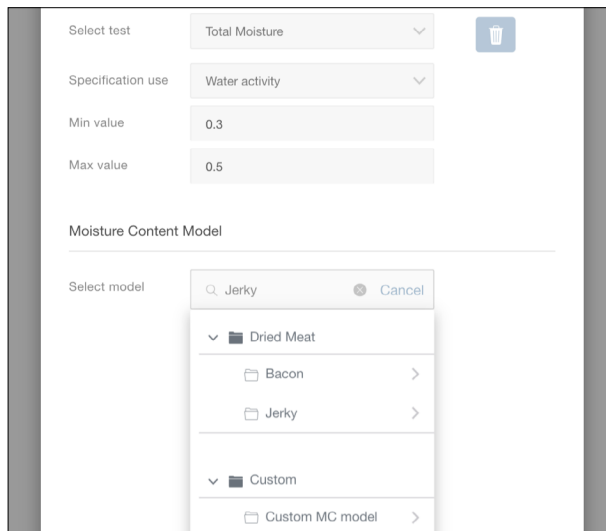 Select test Total Moisture
Specification use Water activity
Min value 0.3
Max value 0.5
Moisture Content Model
Select model Jerky Cancel
Dried Meat
Bacon
Jerky
Custom
Custom MC model